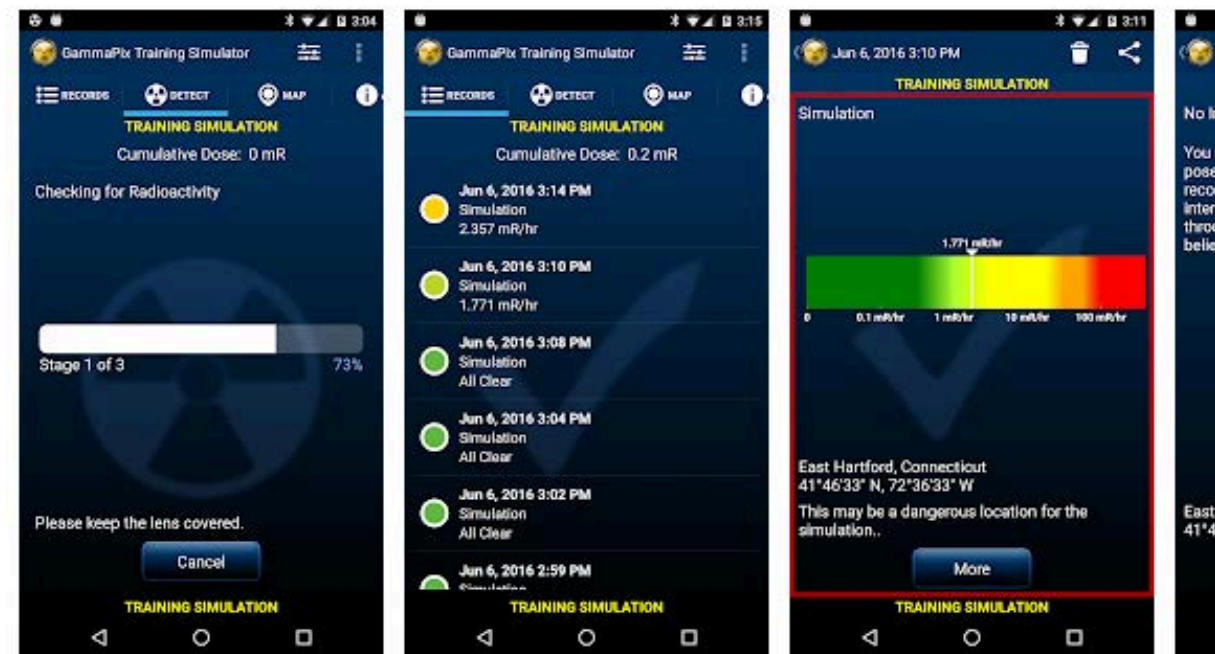 3:04
GammaPix Training Simulator
RECORDS DETECT MAP
TRAINING SIMULATION
Cumulative Dose: 0 mR
Checking for Radioactivity
Stage 1 of 3 73%
Please keep the lens covered.
Cancel
TRAINING SIMULATION
3:15
GammaPix Training Simulator
RECORDS DETECT MAP
TRAINING SIMULATION
Cumulative Dose: 0.2 mR
Jun 6, 2016 3:14 PM
Simulation
2.357 mR/hr
Jun 6, 2016 3:10 PM
Simulation
1.771 mR/hr
Jun 6, 2016 3:08 PM
Simulation
All Clear
Jun 6, 2016 3:04 PM
Simulation
All Clear
Jun 6, 2016 3:02 PM
Simulation
All Clear
Jun 6, 2016 2:59 PM
Simulation
TRAINING SIMULATION
3:11
Jun 6, 2016 3:10 PM
TRAINING SIMULATION
Simulation
1.771 mR/hr
0 0.1 mR/hr 1 mR/hr 10 mR/hr 100 mR/hr
East Hartford, Connecticut
41°46'33" N, 72°36'33" W
This may be a dangerous location for the
simulation..
More
TRAINING SIMULATION
No
You
East